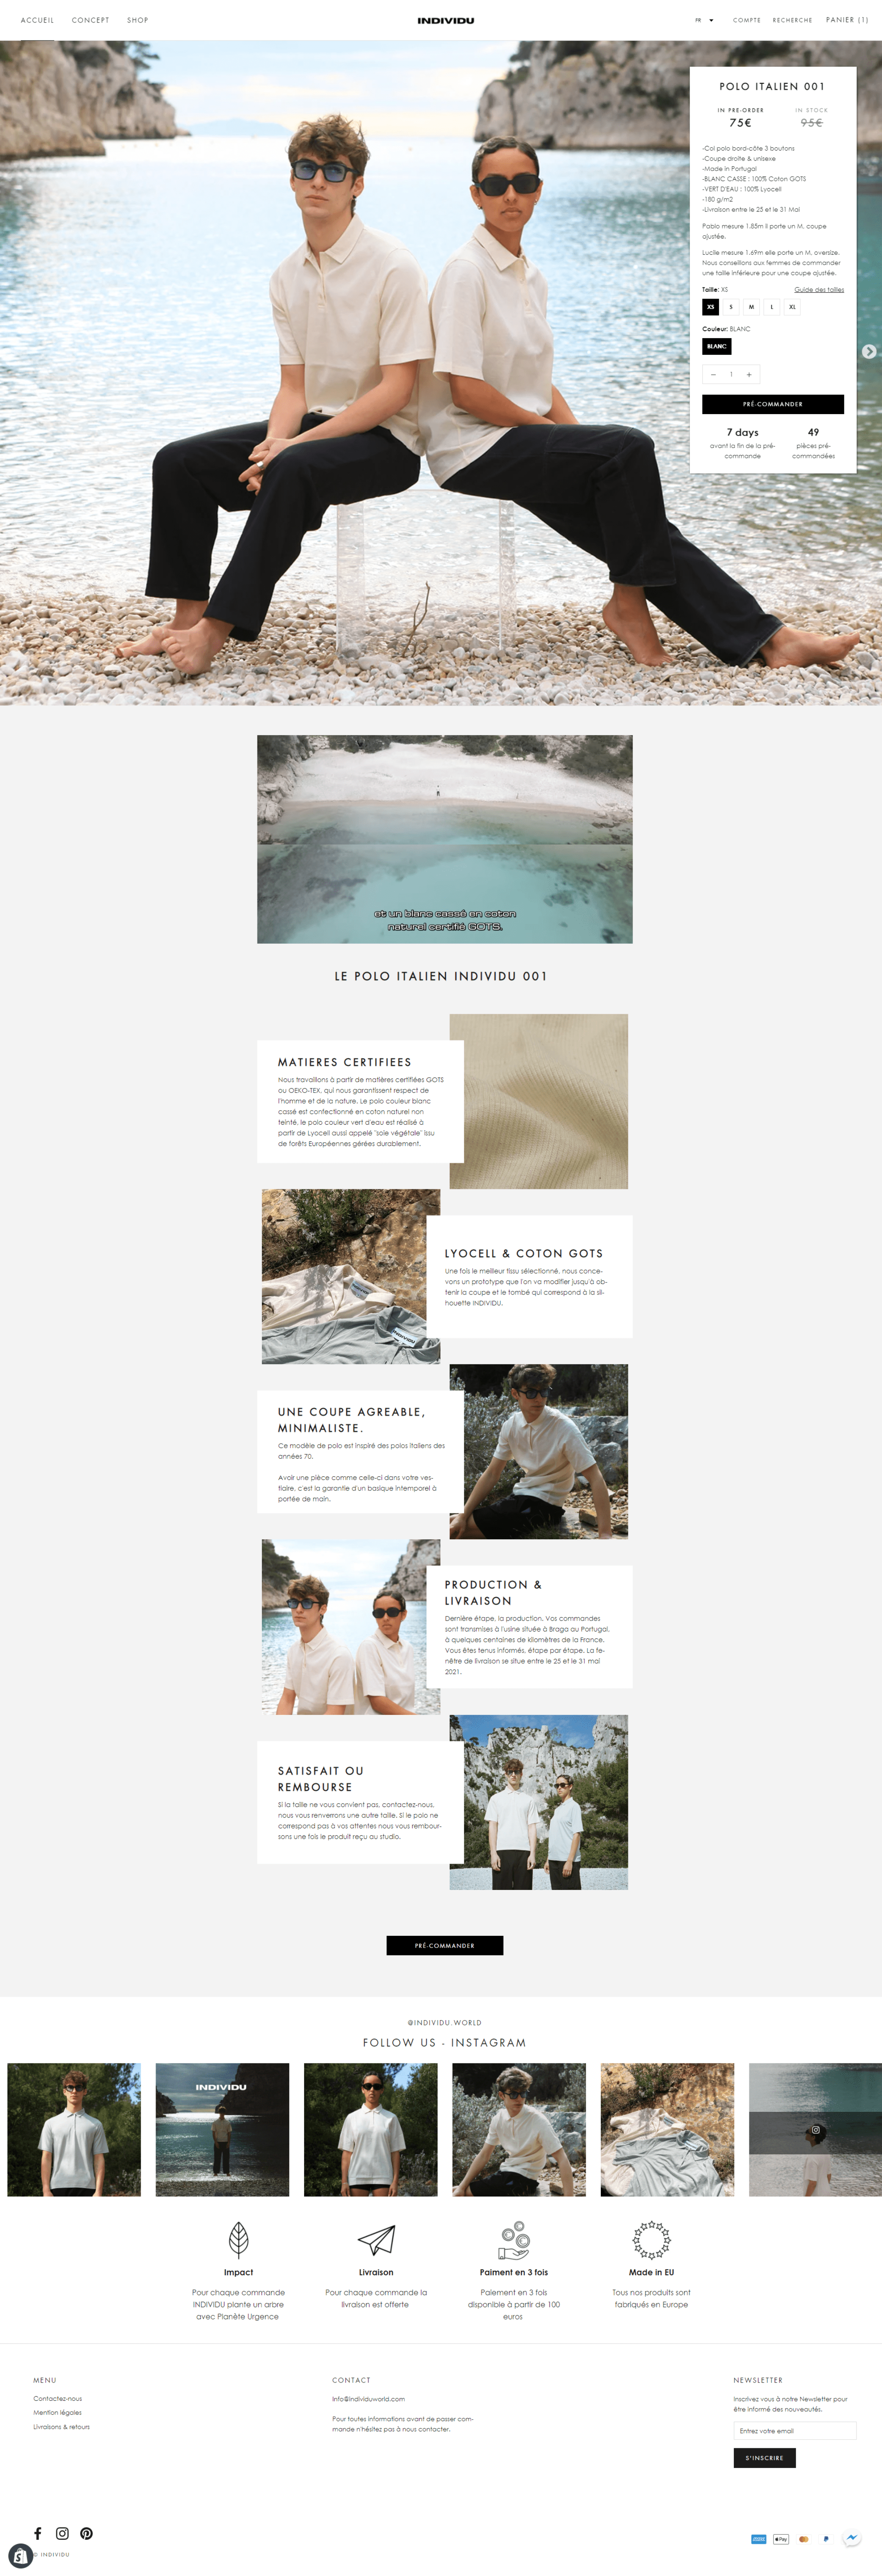 ACCUEIL CONCEPT SHOP INDIVIDU FR COMPTE RECHERCHE PANIER (1)
POLO ITALIEN 001
IN PRE-ORDER IN STOCK
75€ 95€
-Col polo bord-côte 3 boutons
-Coupe droite & unisexe
-Made in Portugal
-BLANC CASSE : 100% Coton GOTS
-VERT D'EAU : 100% Lyocell
-180 g/m2
-Livraison entre le 25 et le 31 Mai
Pablo mesure 1.85m il porte un M, coupe
ajustée.
Lucile mesure 1,69m elle porte un M, oversize.
Nous conseillons aux femmes de commander
une taille inférieure pour une coupe ajustée.
Taille: XS Guide des tailles
XS S M L XL
Couleur: BLANC
BLANC
− 1 +
PRÉ-COMMANDER
7 days 49
avant la fin de la pré- pièces pré-
commande commandées
et un blanc cassé en coton
naturel certifié GOTS.
LE POLO ITALIEN INDIVIDU 001
MATIERES CERTIFIEES
Nous travaillons à partir de matières certifiées GOTS
ou OEKO-TEX, qui nous garantissent respect de
l'homme et de la nature. Le polo couleur blanc
cassé est confectionné en coton naturel non
teinté, le polo couleur vert d'eau est réalisé à
partir de Lyocell aussi appelé "soie végétale" issu
de forêts Européennes gérées durablement.
LYOCELL & COTON GOTS
Une fois le meilleur tissu sélectionné, nous conce-
vons un prototype que l'on va modifier jusqu'à ob-
tenir la coupe et le tombé qui correspond à la si-
houette INDIVIDU.
INDIVIDU
INDIVIDU
UNE COUPE AGREABLE,
MINIMALISTE.
Ce modèle de polo est inspiré des polos italiens des
années 70.
Avoir une pièce comme celle-ci dans votre ves-
tiaire, c'est la garantie d'un basique intemporel à
portée de main.
PRODUCTION &
LIVRAISON
Dernière étape, la production. Vos commandes
sont transmises à l'usine située à Braga au Portugal,
à quelques centaines de kilomètres de la France.
Vous êtes tenus informés, étape par étape. La fe-
nêtre de livraison se situe entre le 25 et le 31 mai
2021.
SATISFAIT OU
REMBOURSE
Si la taille ne vous convient pas, contactez-nous,
nous vous renverrons une autre taille. Si le polo ne
correspond pas à vos attentes nous vous rembour-
sons une fois le produit reçu au studio.
PRÉ-COMMANDER
@INDIVIDU.WORLD
FOLLOW US - INSTAGRAM
INDIVIDU
Impact Livraison Paiment en 3 fois Made in EU
Pour chaque commande Pour chaque commande la Paiement en 3 fois Tous nos produits sont
INDIVIDU plante un arbre livraison est offerte disponible à partir de 100 fabriqués en Europe
avec Planète Urgence euros
MENU CONTACT NEWSLETTER
Contactez-nous
Mention légales
Livraisons & retours
info@individuworld.com
Pour toutes informations avant de passer com-
mande n'hésitez pas à nous contacter.
Inscrivez vous à notre Newsletter pour
être informé des nouveautés.
Entrez votre email
S'INSCRIRE
© INDIVIDU
Pay